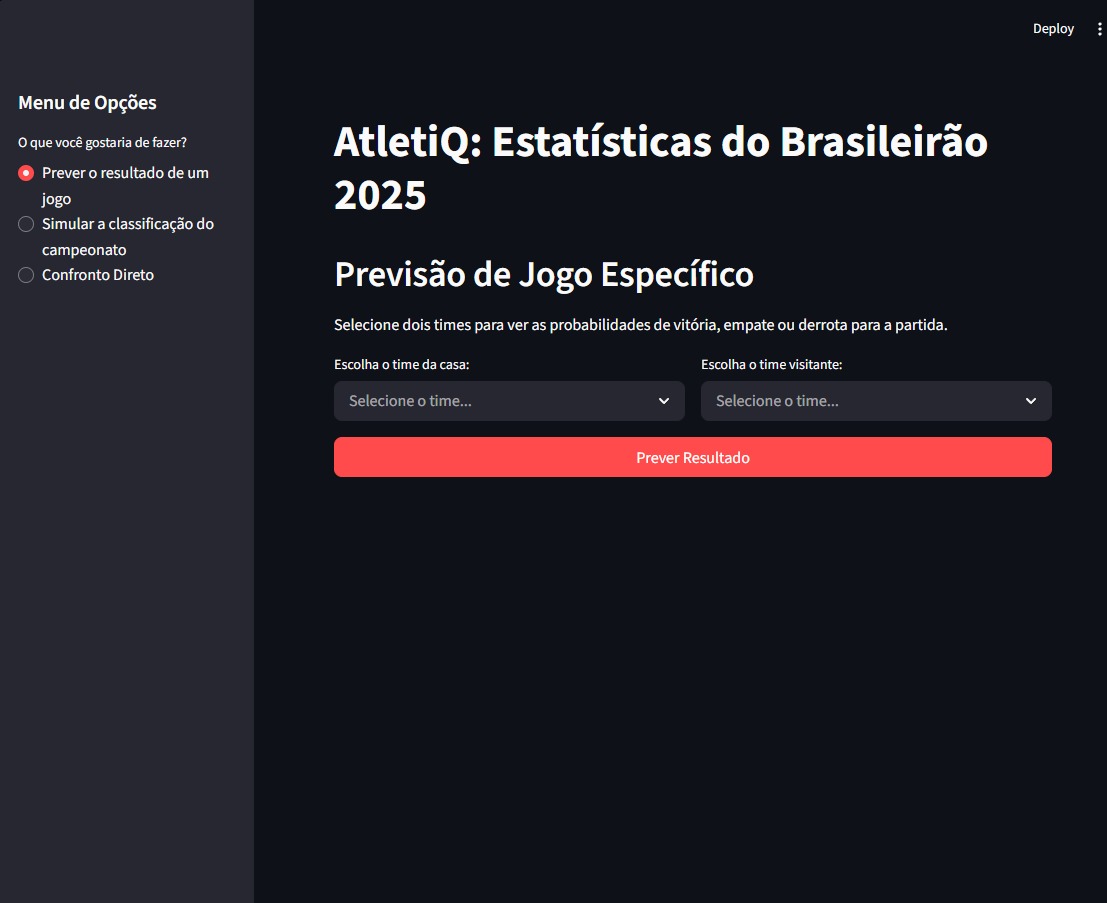 Deploy
Menu de Opções
O que você gostaria de fazer?
Prever o resultado de um
jogo
Simular a classificação do
campeonato
Confronto Direto
AtletiQ: Estatísticas do Brasileirão
2025
Previsão de Jogo Específico
Selecione dois times para ver as probabilidades de vitória, empate ou derrota para a partida.
Escolha o time da casa:
Escolha o time visitante:
Selecione o time...
Selecione o time...
Prever Resultado